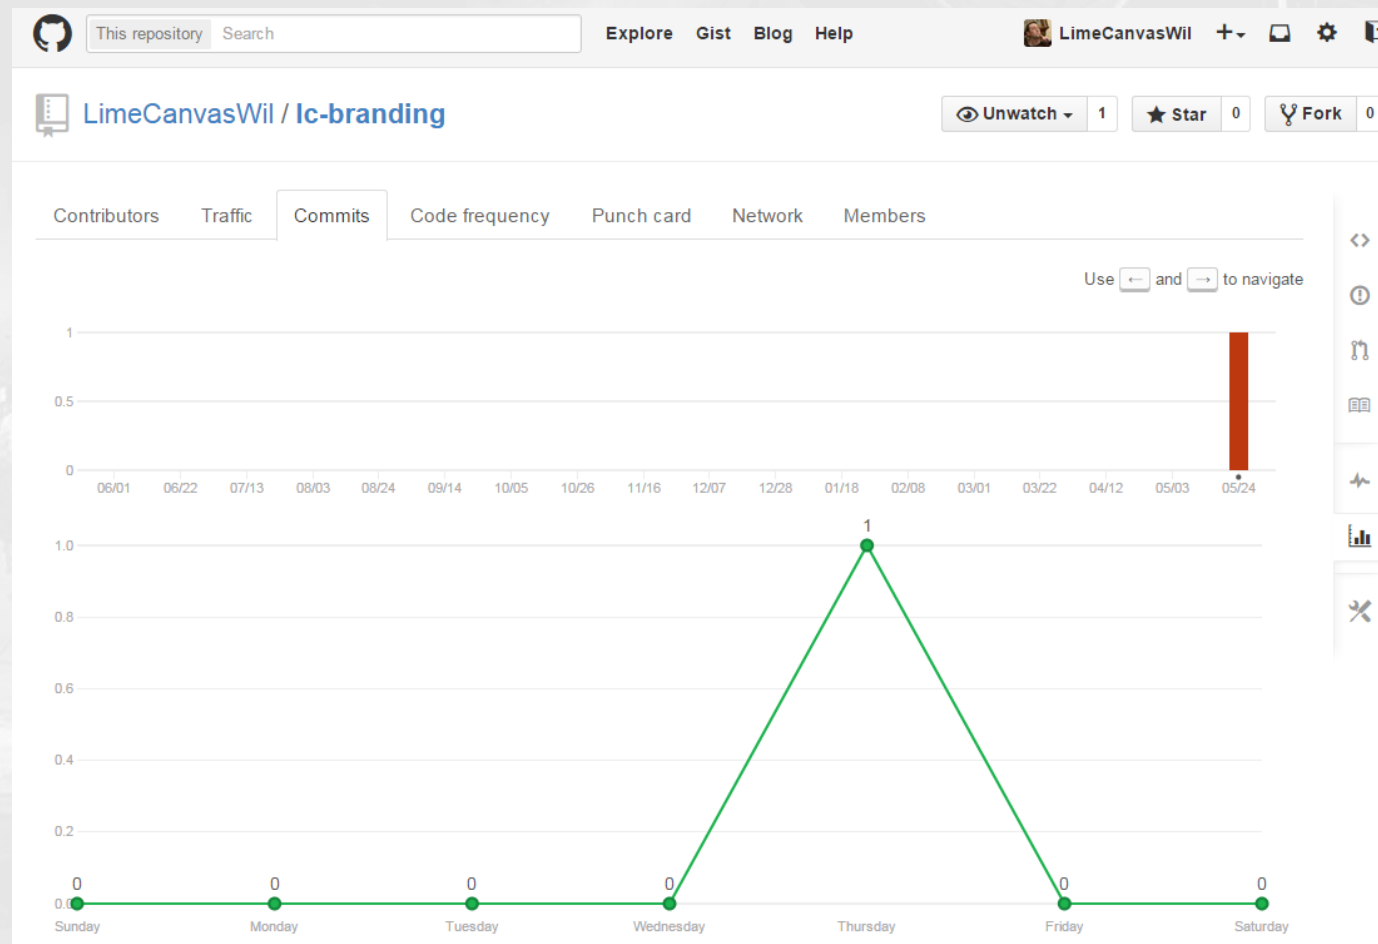 This repository Search Explore Gist Blog Help LimeCanvasWil
LimeCanvasWil / lc-branding Unwatch 1 Star 0 Fork 0
Contributors Traffic Commits Code frequency Punch card Network Members
Use ← and → to navigate
1
0.5
0
06/01 06/22 07/13 08/03 08/24 09/14 10/05 10/26 11/16 12/07 12/28 01/18 02/08 03/01 03/22 04/12 05/03 05/24
1
1.0
0.8
0.6
0.4
0.2
0 0 0 0 0 0
0.0
Sunday Monday Tuesday Wednesday Thursday Friday Saturday